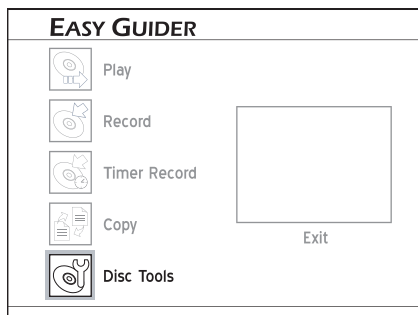 EASY GUIDER
Play
Record
Timer Record
Copy
Exit
Disc Tools